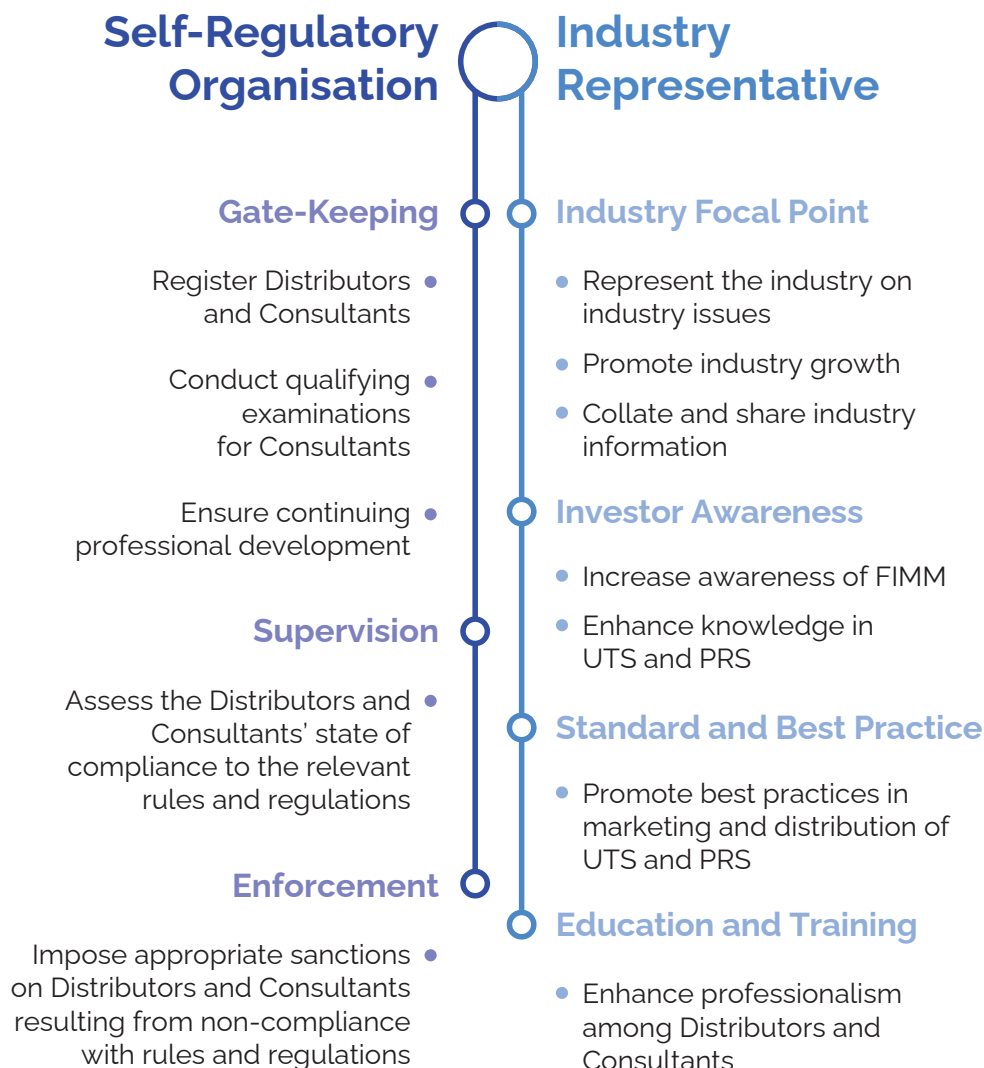 Self-Regulatory
Organisation
Gate-Keeping
Register Distributors
and Consultants
Conduct qualifying
examinations
for Consultants
Ensure continuing
professional development
Supervision
Assess the Distributors and
Consultants’ state of
compliance to the relevant
rules and regulations
Enforcement
Impose appropriate sanctions
on Distributors and Consultants
resulting from non-compliance
with rules and regulations
Industry
Representative
Industry Focal Point
Represent the industry on
industry issues
Promote industry growth
Collate and share industry
information
Investor Awareness
Increase awareness of FIMM
Enhance knowledge in
UTS and PRS
Standard and Best Practice
Promote best practices in
marketing and distribution of
UTS and PRS
Education and Training
Enhance professionalism
among Distributors and
Consultants